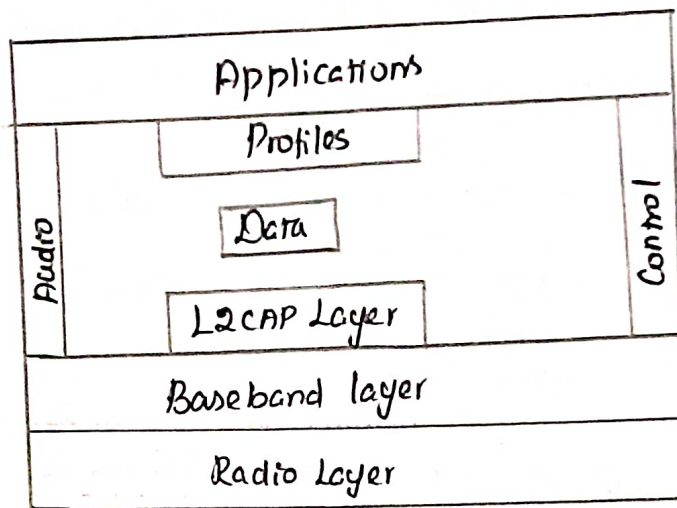 Applications
Profiles
Audio
Data
Control
L2CAP Layer
Baseband layer
Radio Layer